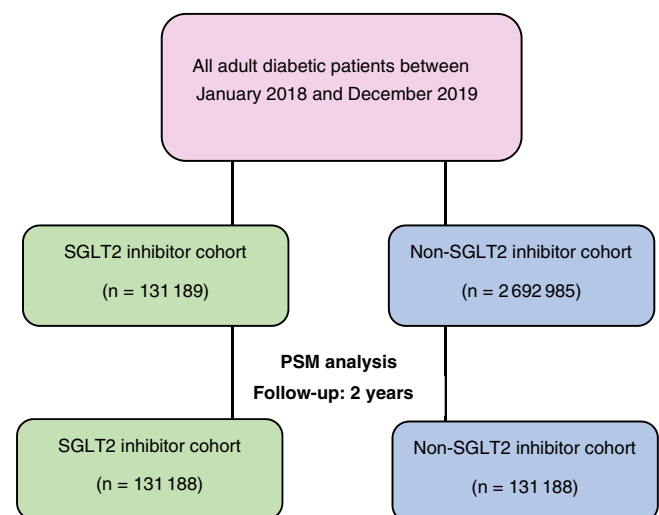 All adult diabetic patients between
January 2018 and December 2019
SGLT2 inhibitor cohort
(n = 131 189)
Non-SGLT2 inhibitor cohort
(n = 2 692 985)
PSM analysis
Follow-up: 2 years
SGLT2 inhibitor cohort
(n = 131 188)
Non-SGLT2 inhibitor cohort
(n = 131 188)